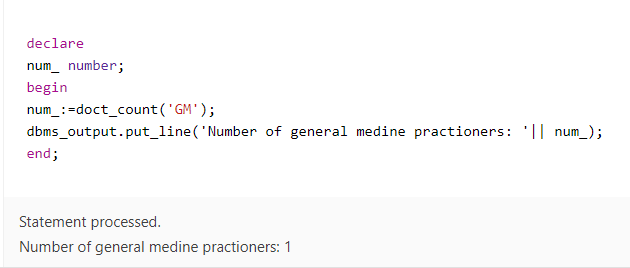 declare
num_ number;
begin
num_:=doct_count('GM');
dbms_output.put_line('Number of general medine practioners: '|| num_);
end;
Statement processed.
Number of general medine practioners: 1